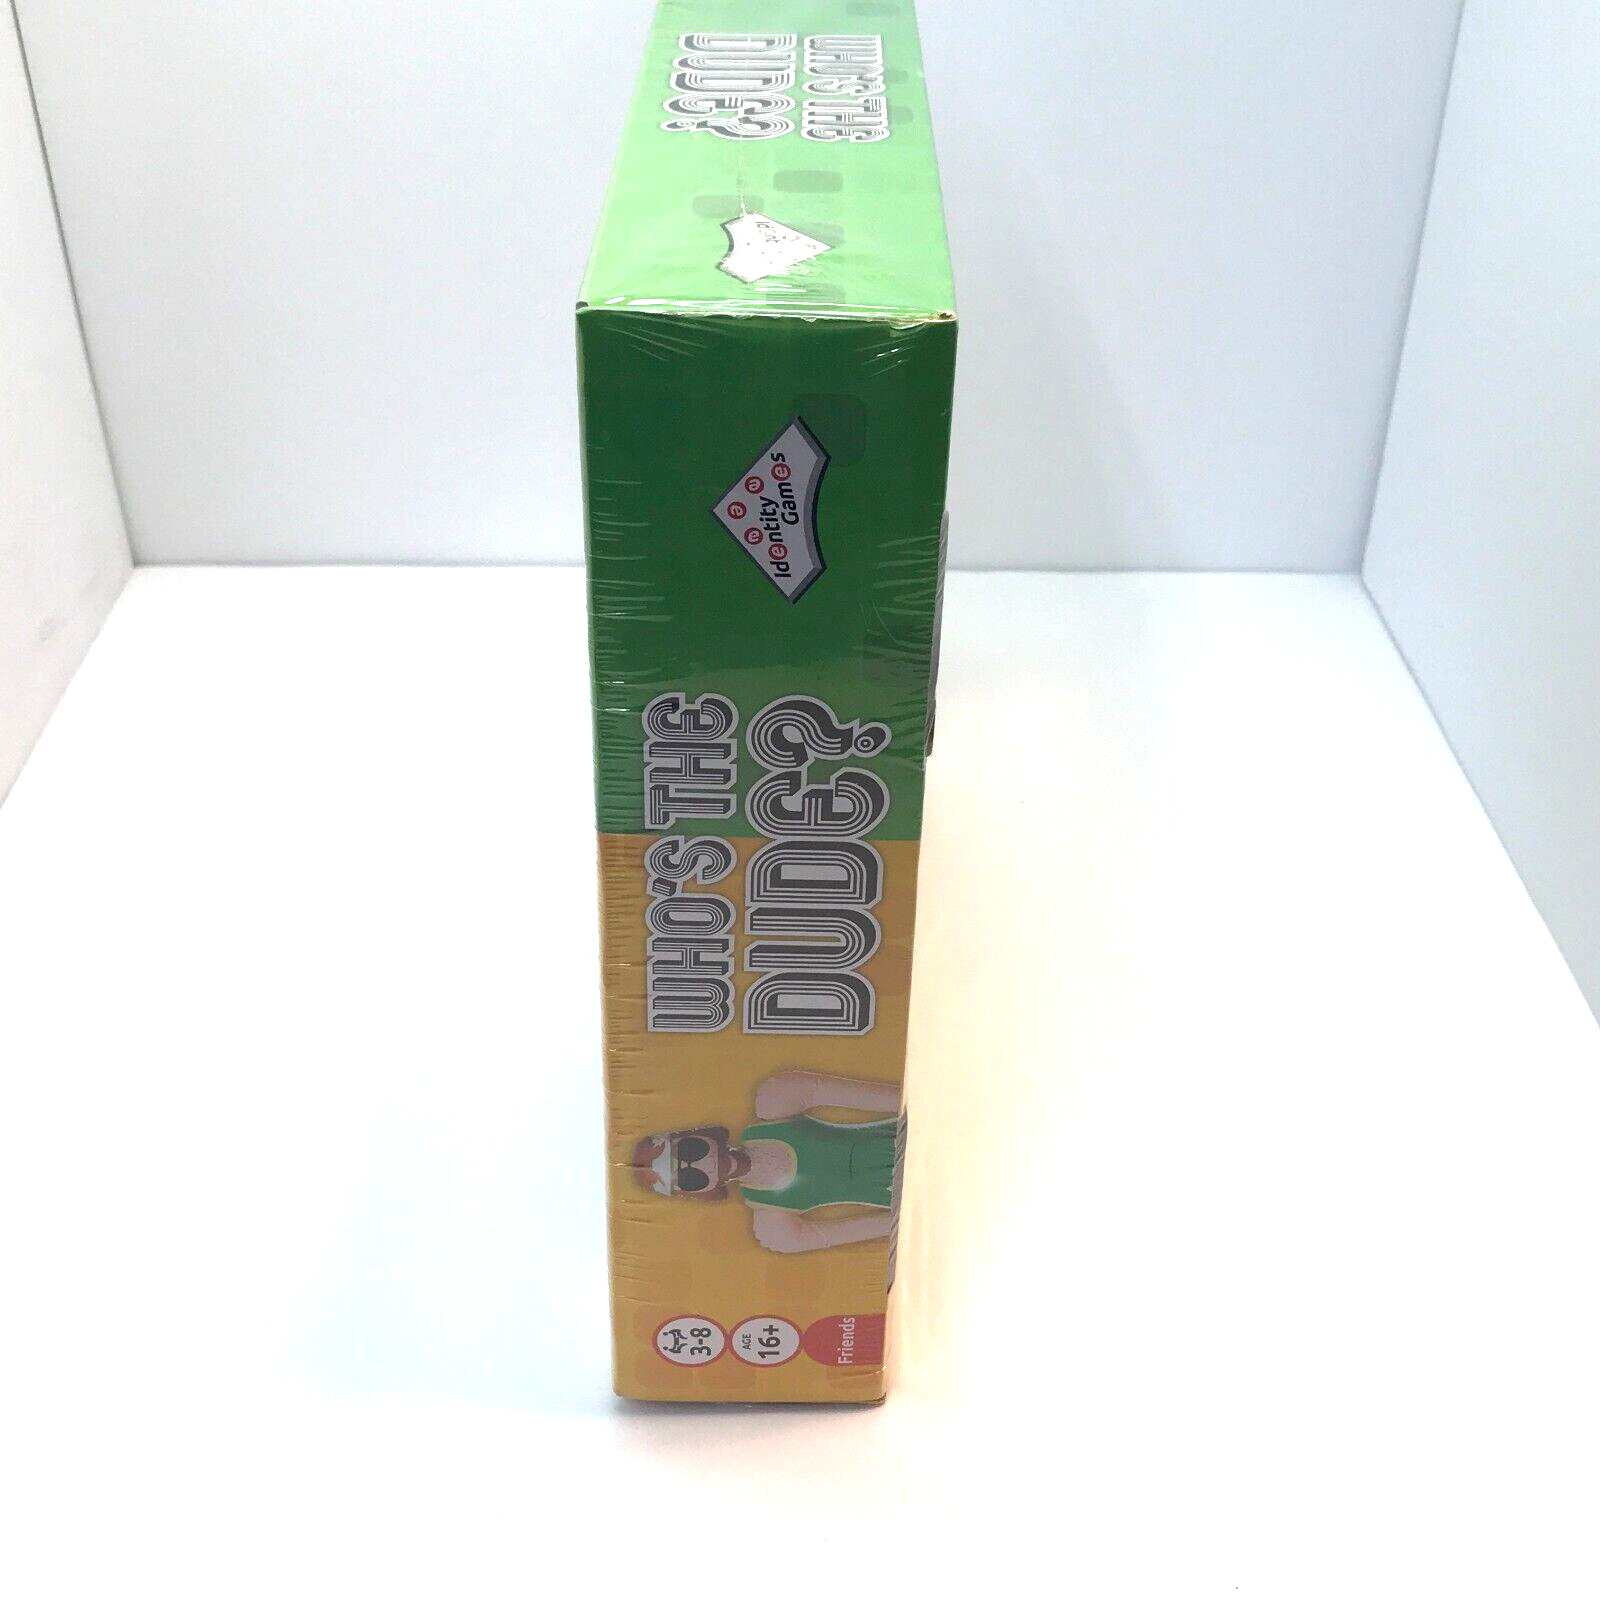 WHO'S THE
DUDE?
Identity
Games
WHO'S THE
DUDE?
3-8
AGE
16+
Friends